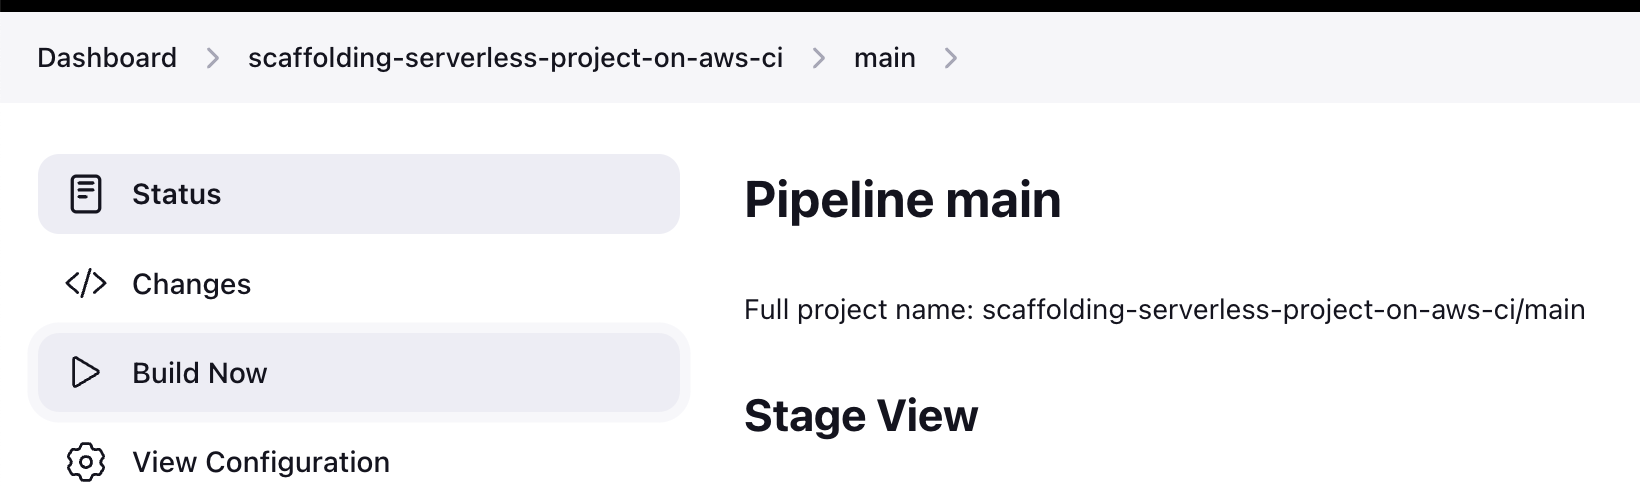 Dashboard > scaffolding-serverless-project-on-aws-ci > main >
Status
Changes
Build Now
View Configuration
Pipeline main
Full project name: scaffolding-serverless-project-on-aws-ci/main
Stage View